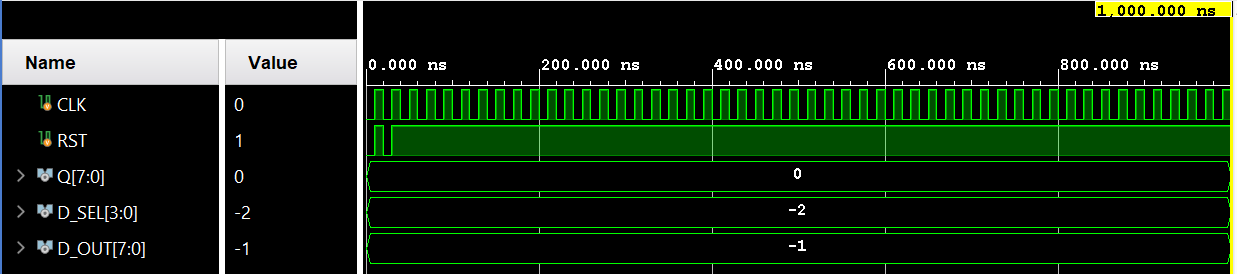 1,000.000 ns
Name Value
0.000 ns 200.000 ns 400.000 ns 600.000 ns 800.000 ns
CLK 0
RST 1
Q[7:0] 0 0
D_SEL[3:0] -2 -2
D_OUT[7:0] -1 -1